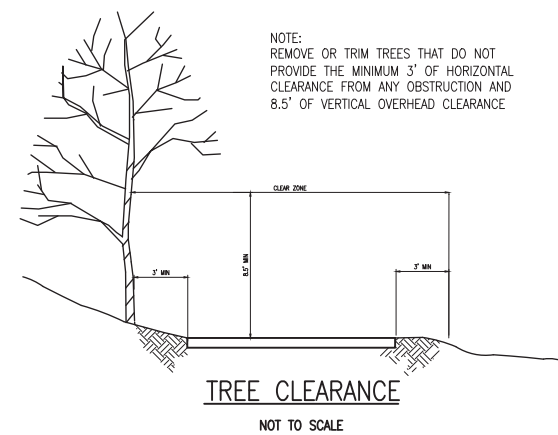 NOTE:
REMOVE OR TRIM TREES THAT DO NOT
PROVIDE THE MINIMUM 3' OF HORIZONTAL
CLEARANCE FROM ANY OBSTRUCTION AND
8.5' OF VERTICAL OVERHEAD CLEARANCE
CLEAR ZONE
8.5' MIN
3' MIN
3' MIN
TREE CLEARANCE
NOT TO SCALE